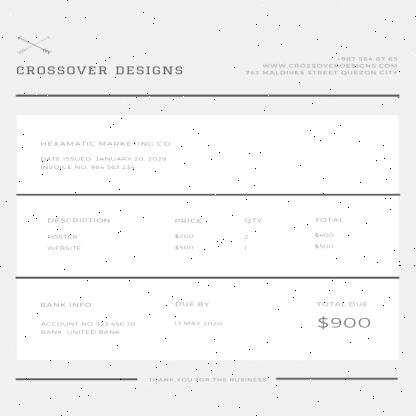 CROSSOVER DESIGNS
+987 564 87 65
WWW.CROSSOVERDESIGNS.COM
765 MALDIVES STREET QUEZON CITY
HEXAMATIC MARKETING CO
DATE ISSUED: JANUARY 20, 2029
INVOICE NO. 984 563 234
DESCRIPTION PRICE QTY TOTAL
POSTER $200 2 $400
WEBSITE $500 1 $500
BANK INFO DUE BY TOTAL DUE
ACCOUNT NO. 123 456 78 15 MAY 2020 $900
BANK: UNITED BANK
THANK YOU FOR THE BUSINESS